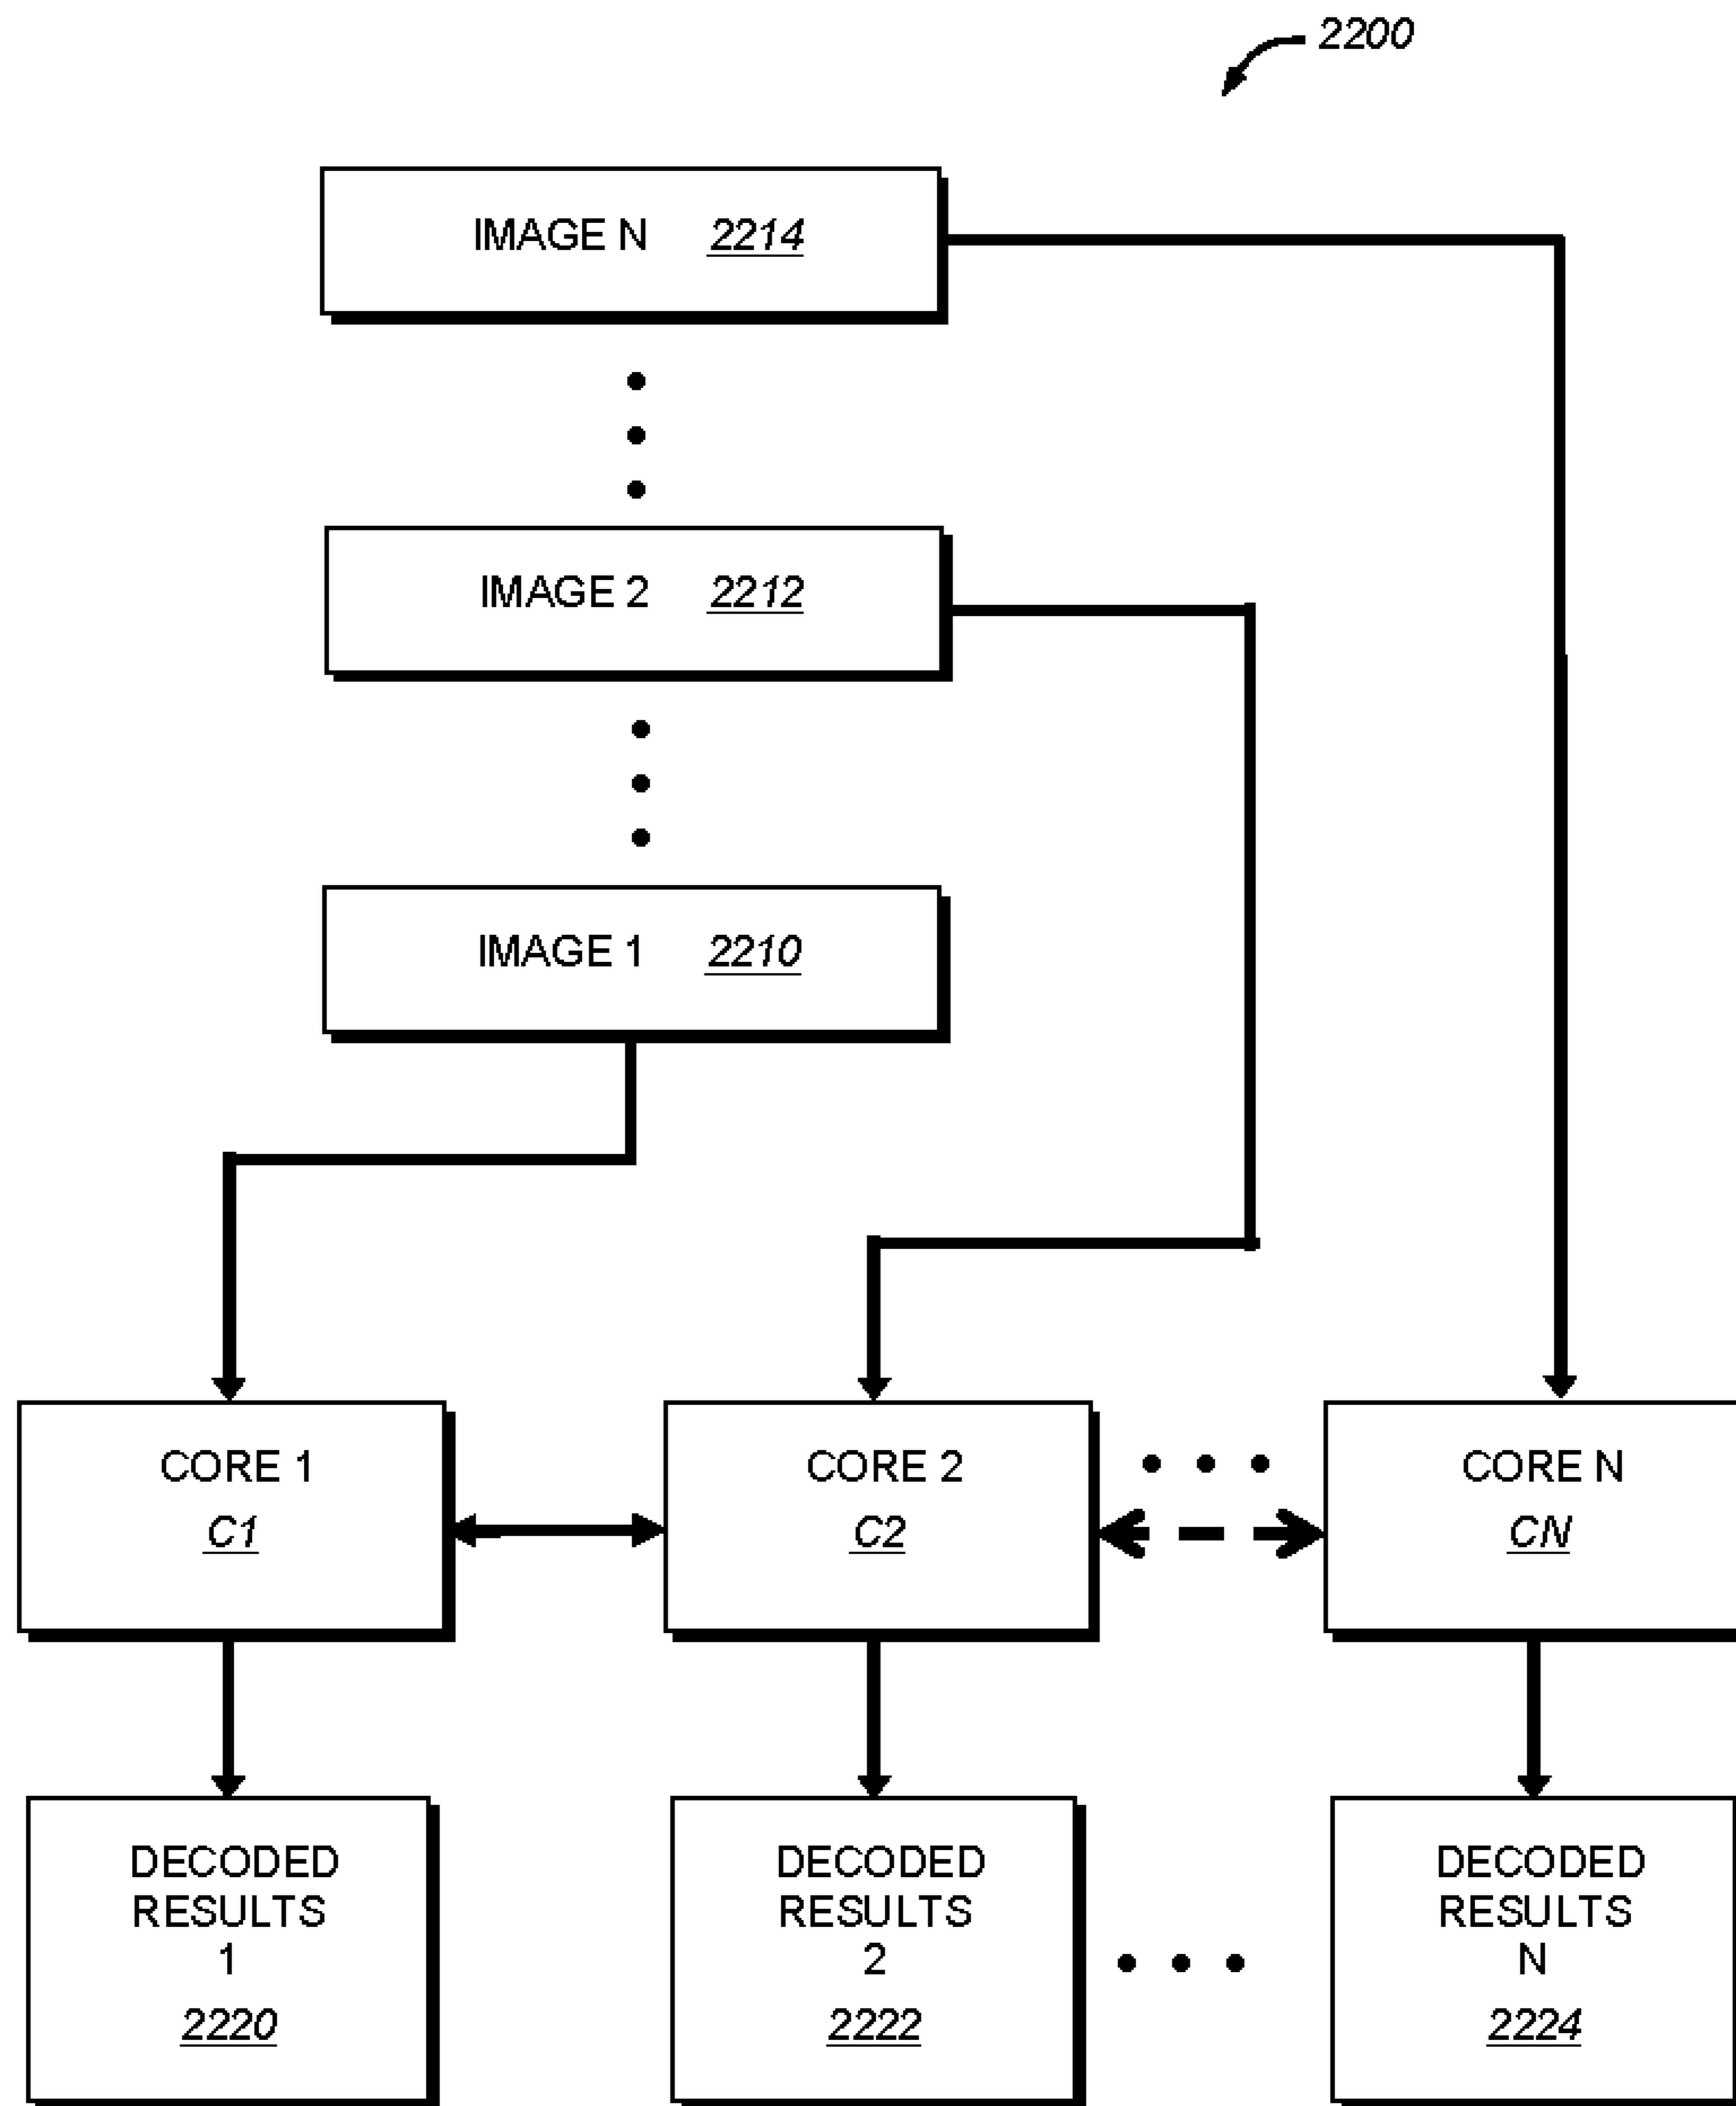 2200
IMAGE N 2214
IMAGE 2 2212
IMAGE 1 2210
CORE 1
C1
CORE 2
C2
CORE N
CN
DECODED
RESULTS
1
2220
DECODED
RESULTS
2
2222
DECODED
RESULTS
N
2224